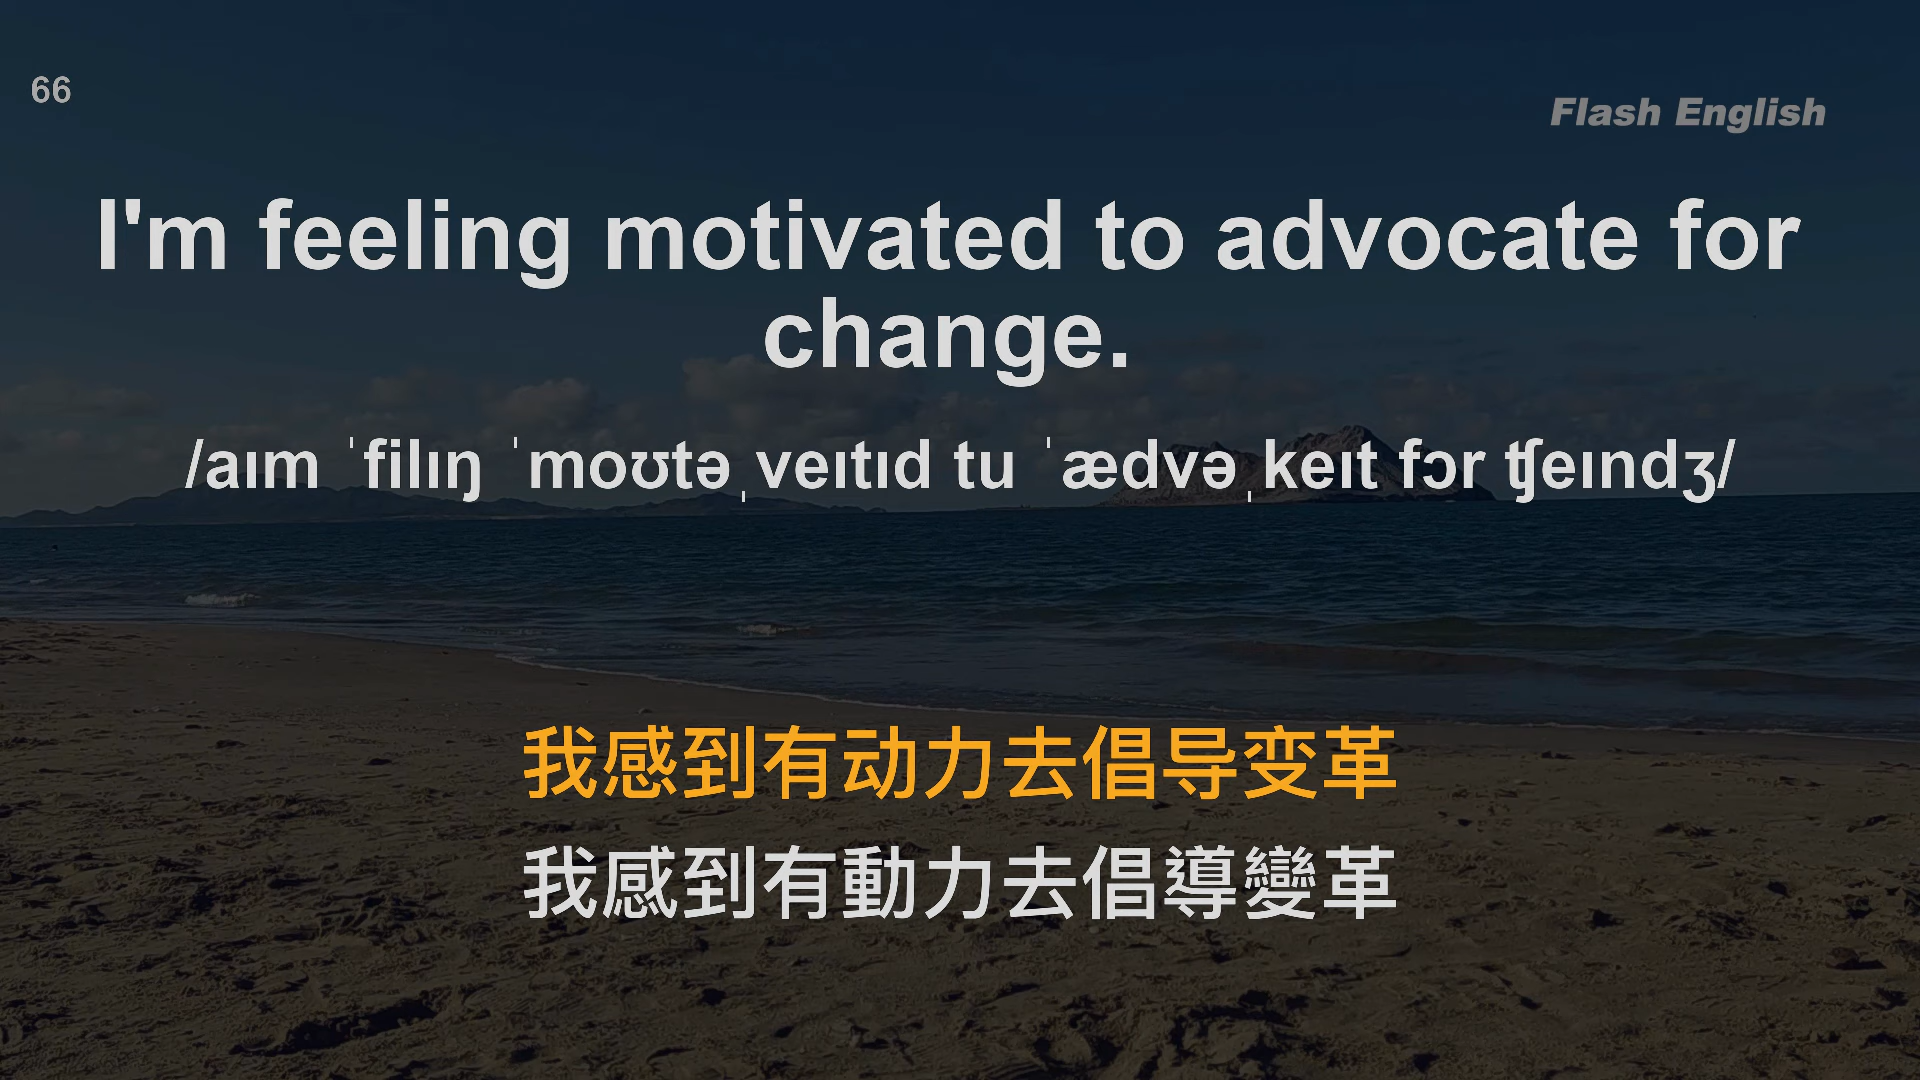 66
Flash English
I'm feeling motivated to advocate for
change.
/aɪm ˈfilɪŋ ˈmoʊtəˌveɪtɪd tu ˈædvəˌkeɪt fɔr ʧeɪndʒ/
我感到有动力去倡导变革
我感到有動力去倡導變革